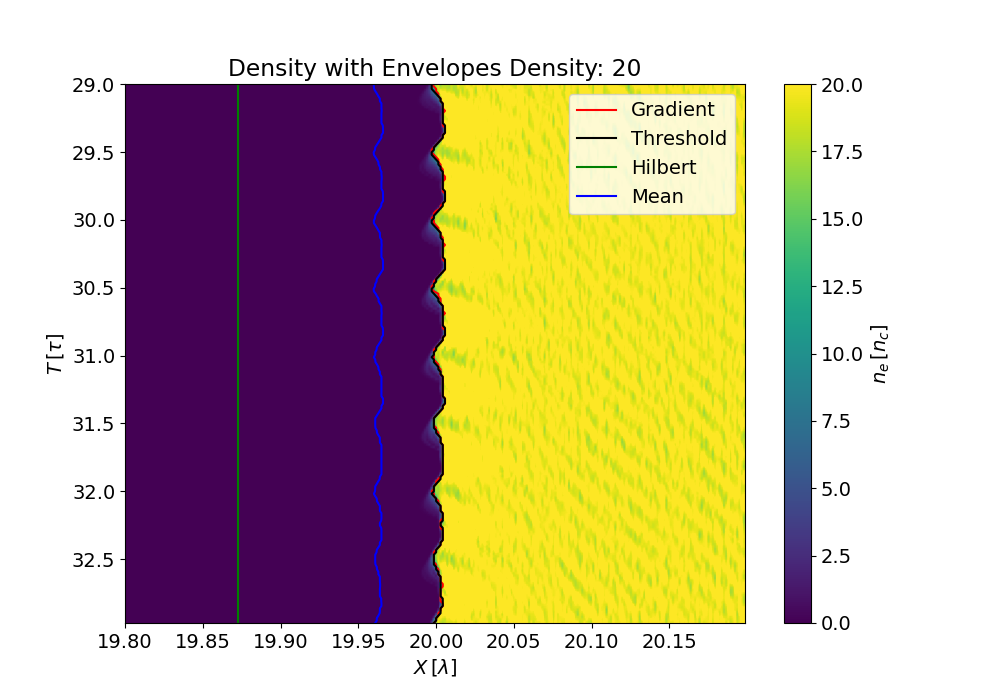 Density with Envelopes Density: 20
Gradient
Threshold
Hilbert
Mean
29.0
29.5
30.0
30.5
31.0
31.5
32.0
32.5
T [τ]
19.80 19.85 19.90 19.95 20.00 20.05 20.10 20.15
X [λ]
20.0
17.5
15.0
12.5
10.0
7.5
5.0
2.5
0.0
n_e [n_c]